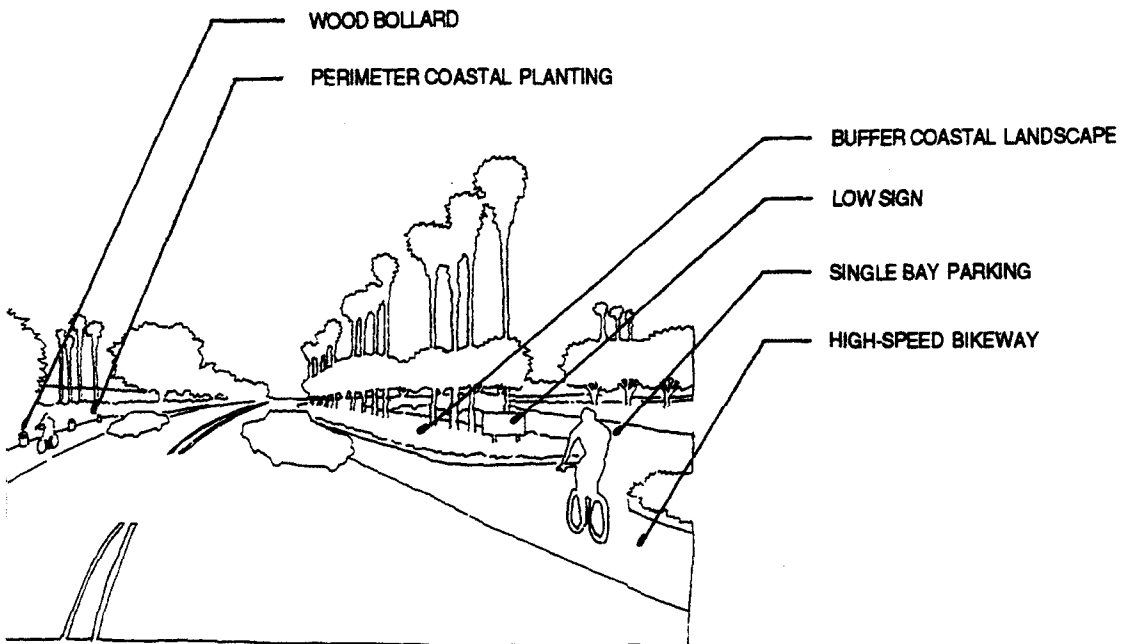 WOOD BOLLARD
PERIMETER COASTAL PLANTING
BUFFER COASTAL LANDSCAPE
LOW SIGN
SINGLE BAY PARKING
HIGH-SPEED BIKEWAY